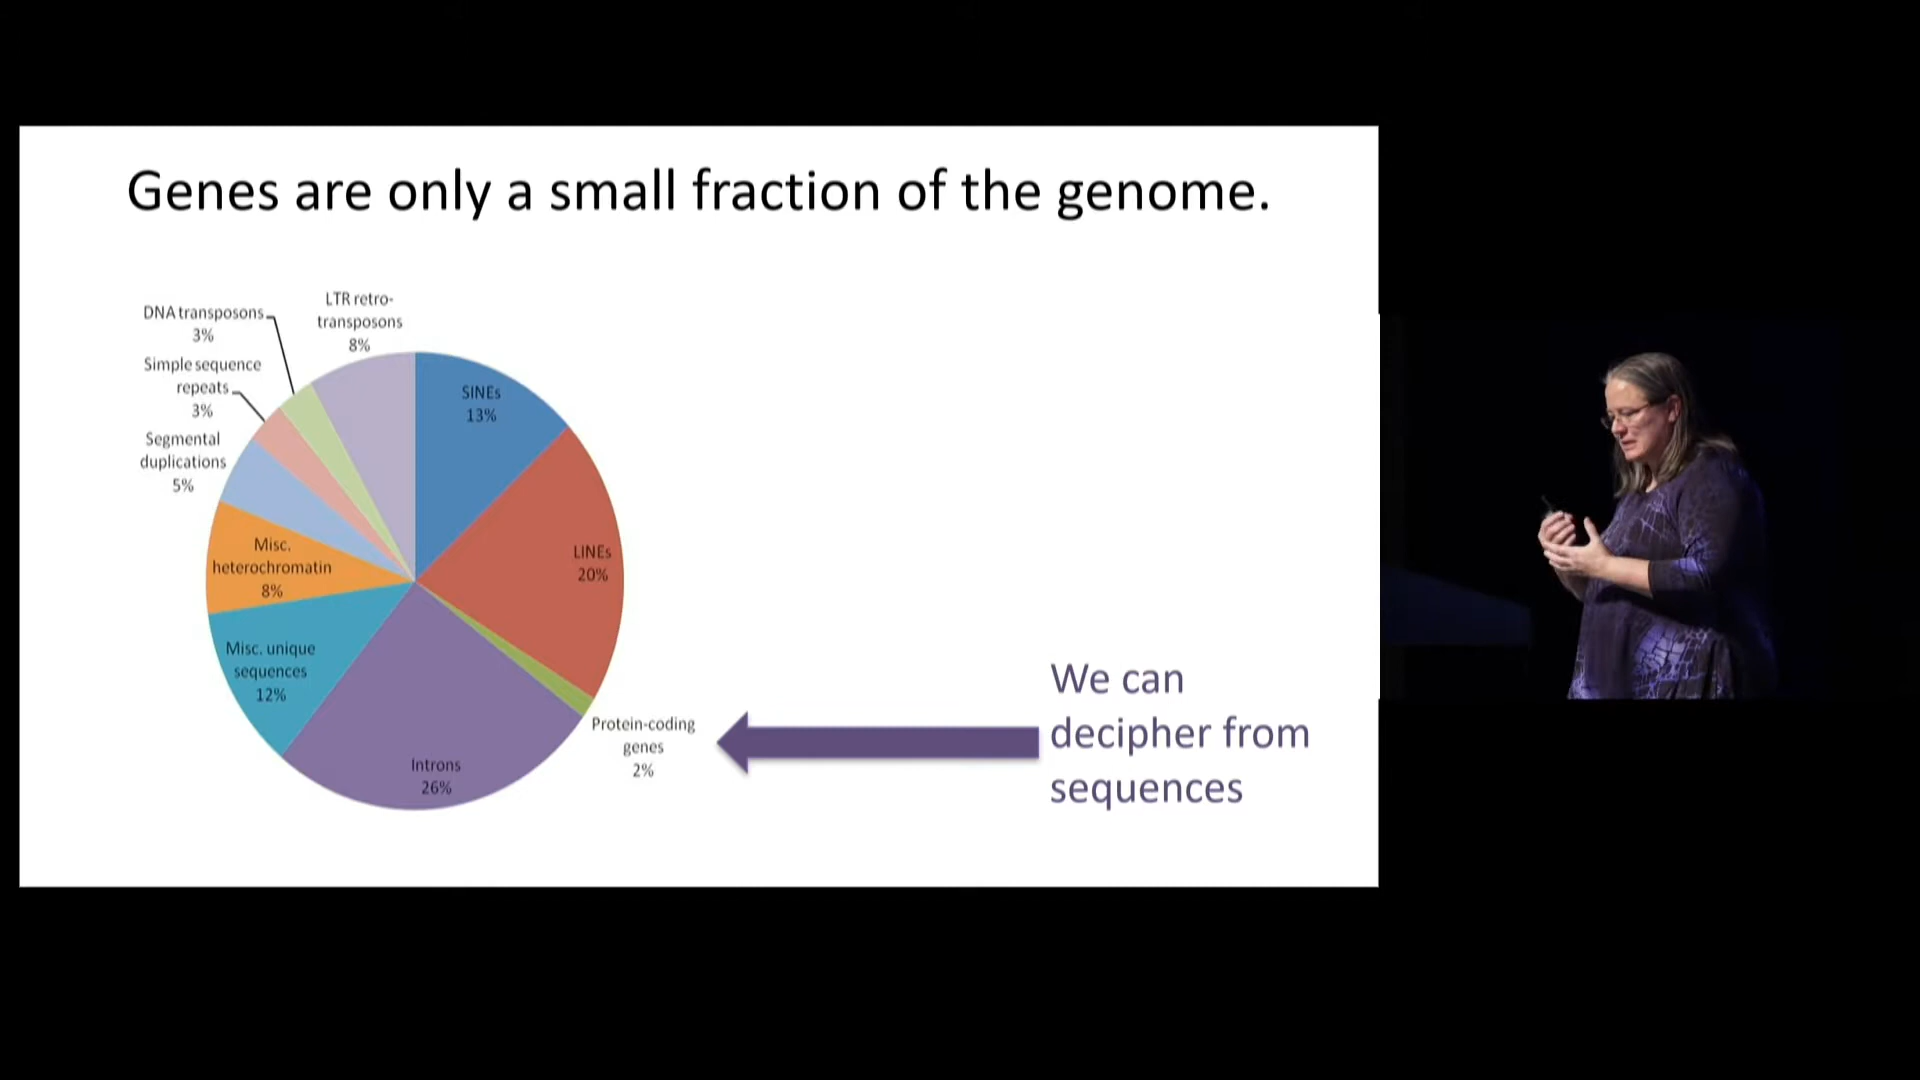 Genes are only a small fraction of the genome.
LTR retro-
transposons
8%
DNA transposons
3%
Simple sequence
repeats
3%
Segmental
duplications
5%
Misc.
heterochromatin
8%
Misc. unique
sequences
12%
Introns
26%
SINEs
13%
LINEs
20%
Protein-coding
genes
2%
We can
decipher from
sequences